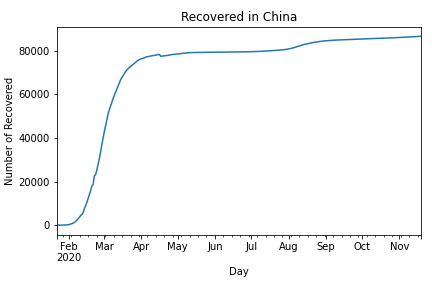 Recovered in China
Number of Recovered
80000
60000
40000
20000
0
Feb Mar Apr May Jun Jul Aug Sep Oct Nov
2020
Day